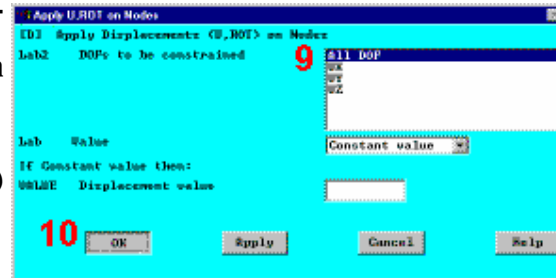 Apply U,ROT on Nodes
[D] Apply Displacements (U,ROT) on Nodes
Lab2 DOFs to be constrained
9
All DOF
UX
UY
UZ
Lab Value
Constant value
If Constant value then:
VALUE Displacement value
10
OK Apply Cancel Help